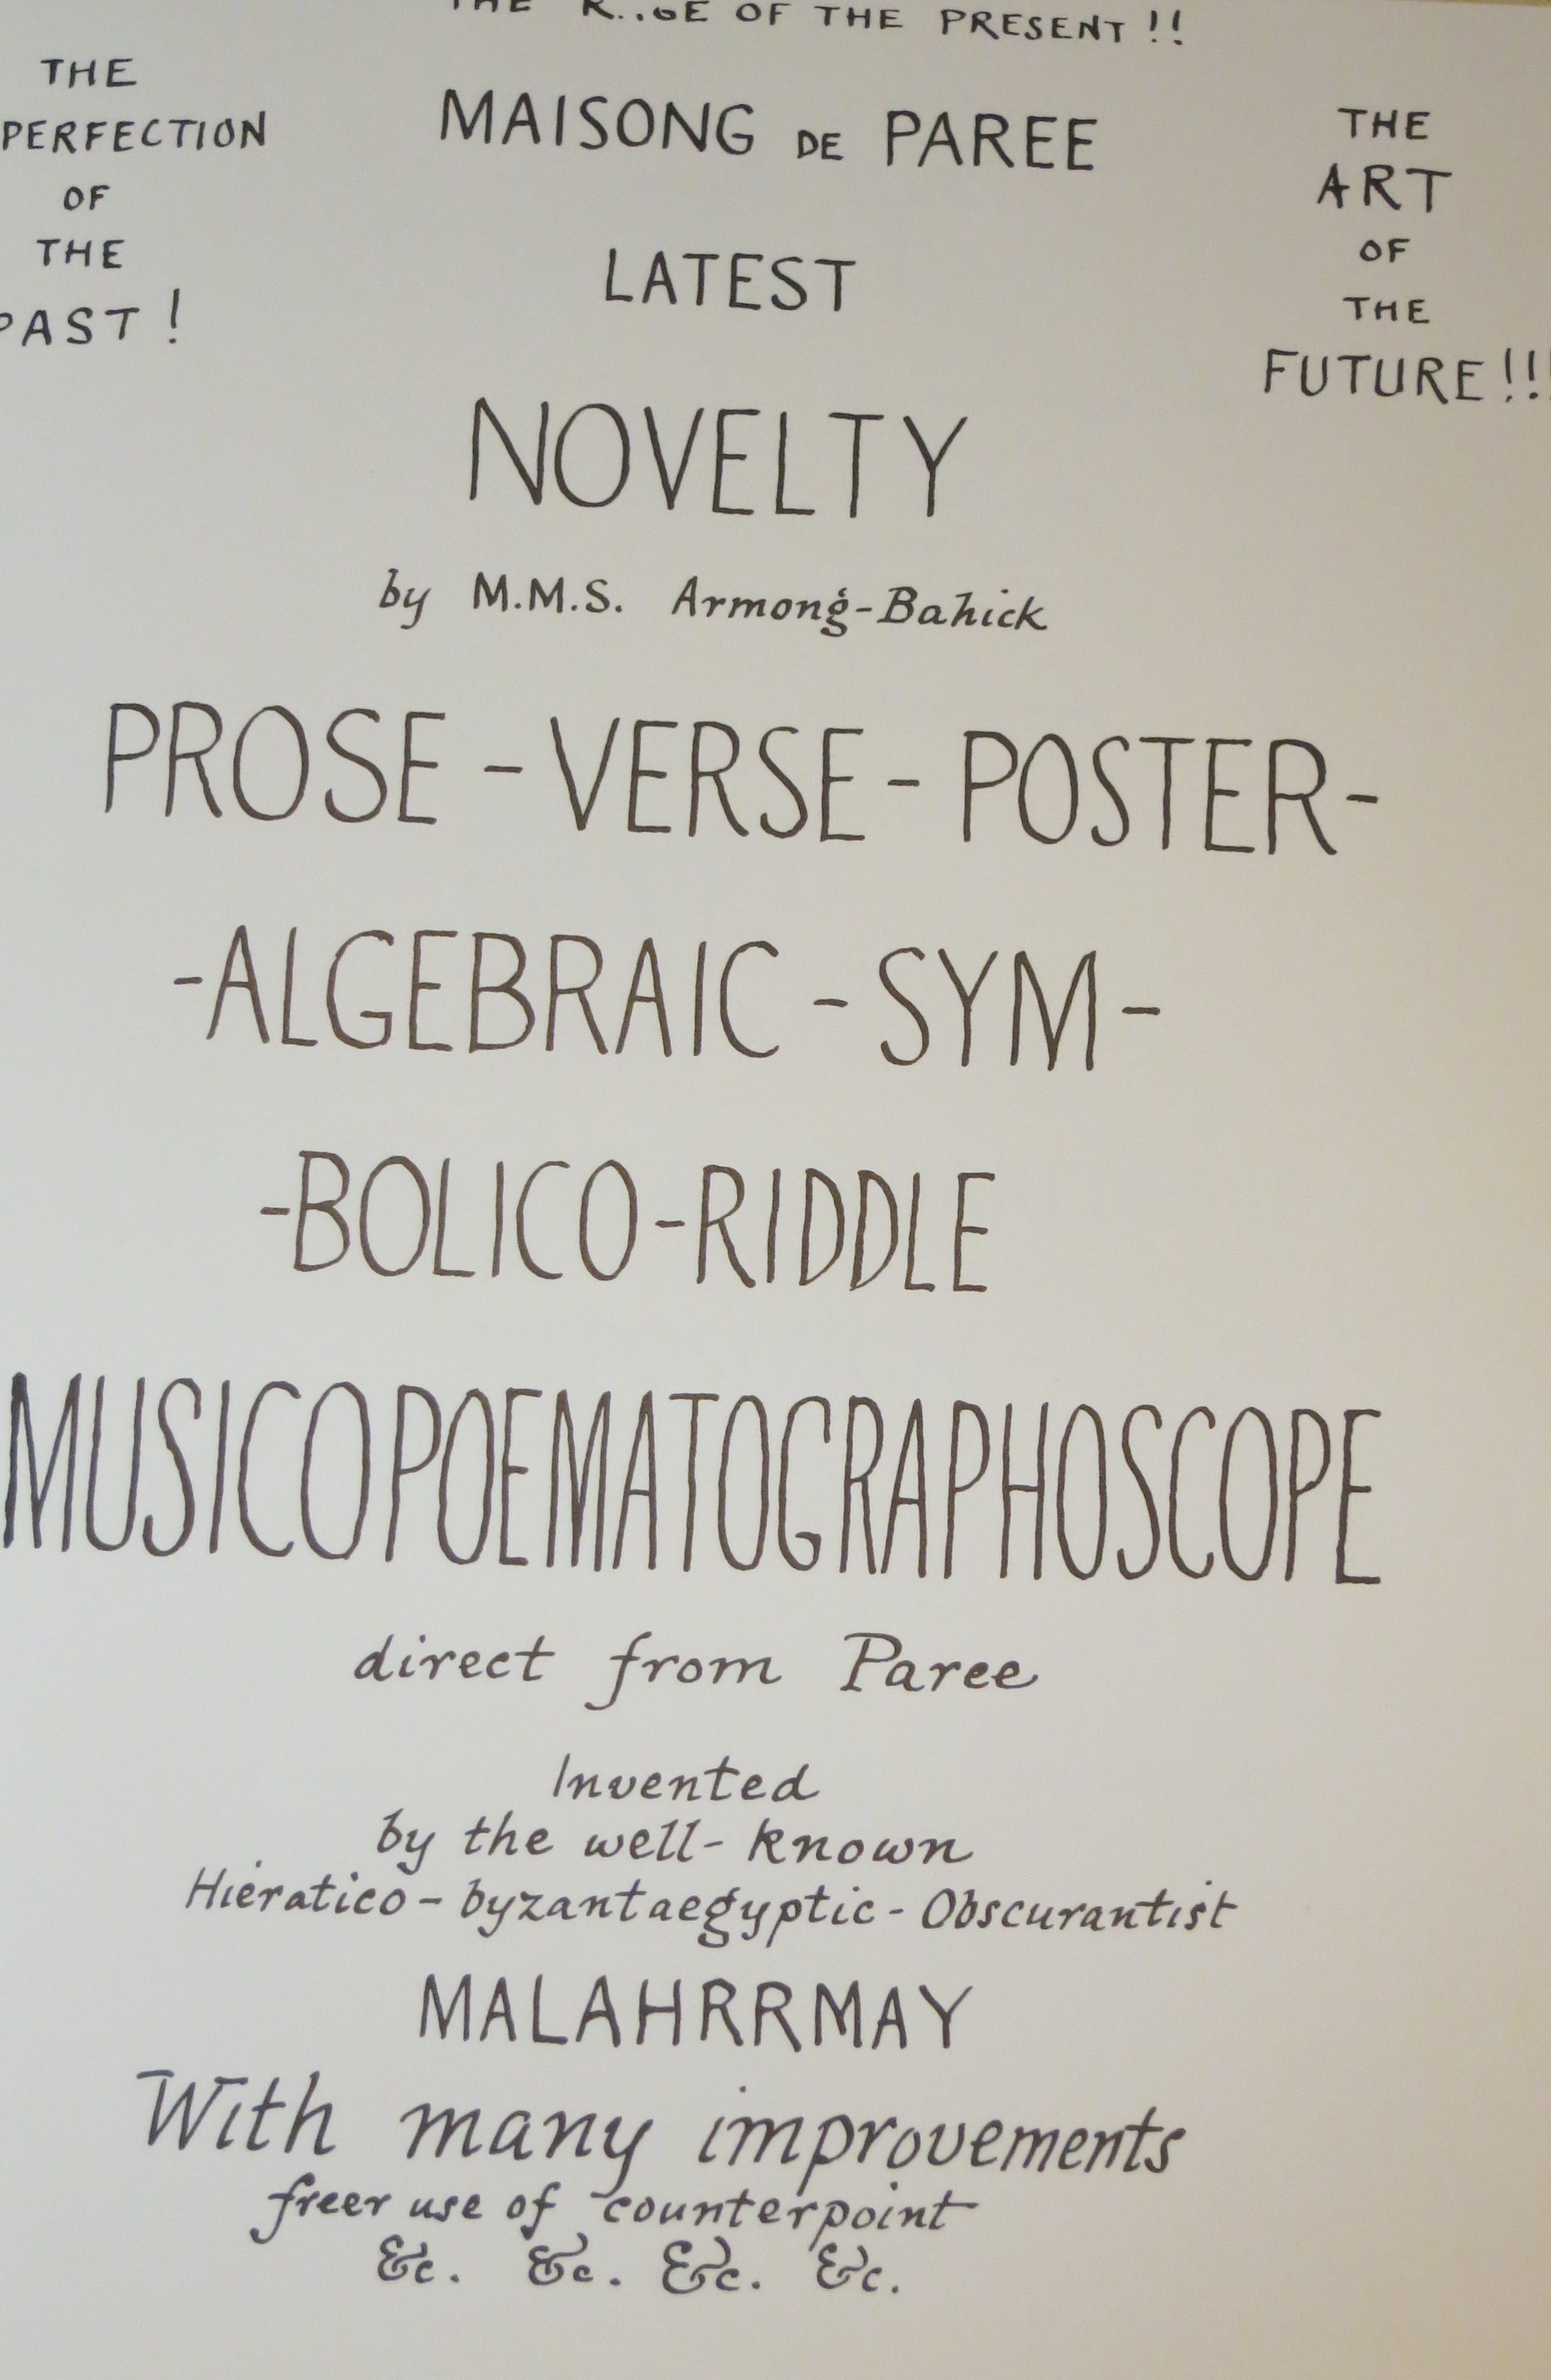 OF THE PRESENT!!
THE
PERFECTION
OF
THE
PAST!
MAISONG DE PAREE
THE
ART
OF
THE
FUTURE!!!
LATEST
NOVELTY
by M.M.S. Armong-Bahick
PROSE-VERSE-POSTER-
-ALGEBRAIC-SYM-
-BOLICO-RIDDLE
MUSICOPOEMATOGRAPHOSCOPE
direct from Paree
Invented
by the well-known
Hieratico-byzantaegyptic-Obscurantist
MALAHRRMAY
With many improvements
freer use of counterpoint
&c. &c. &c. &c.